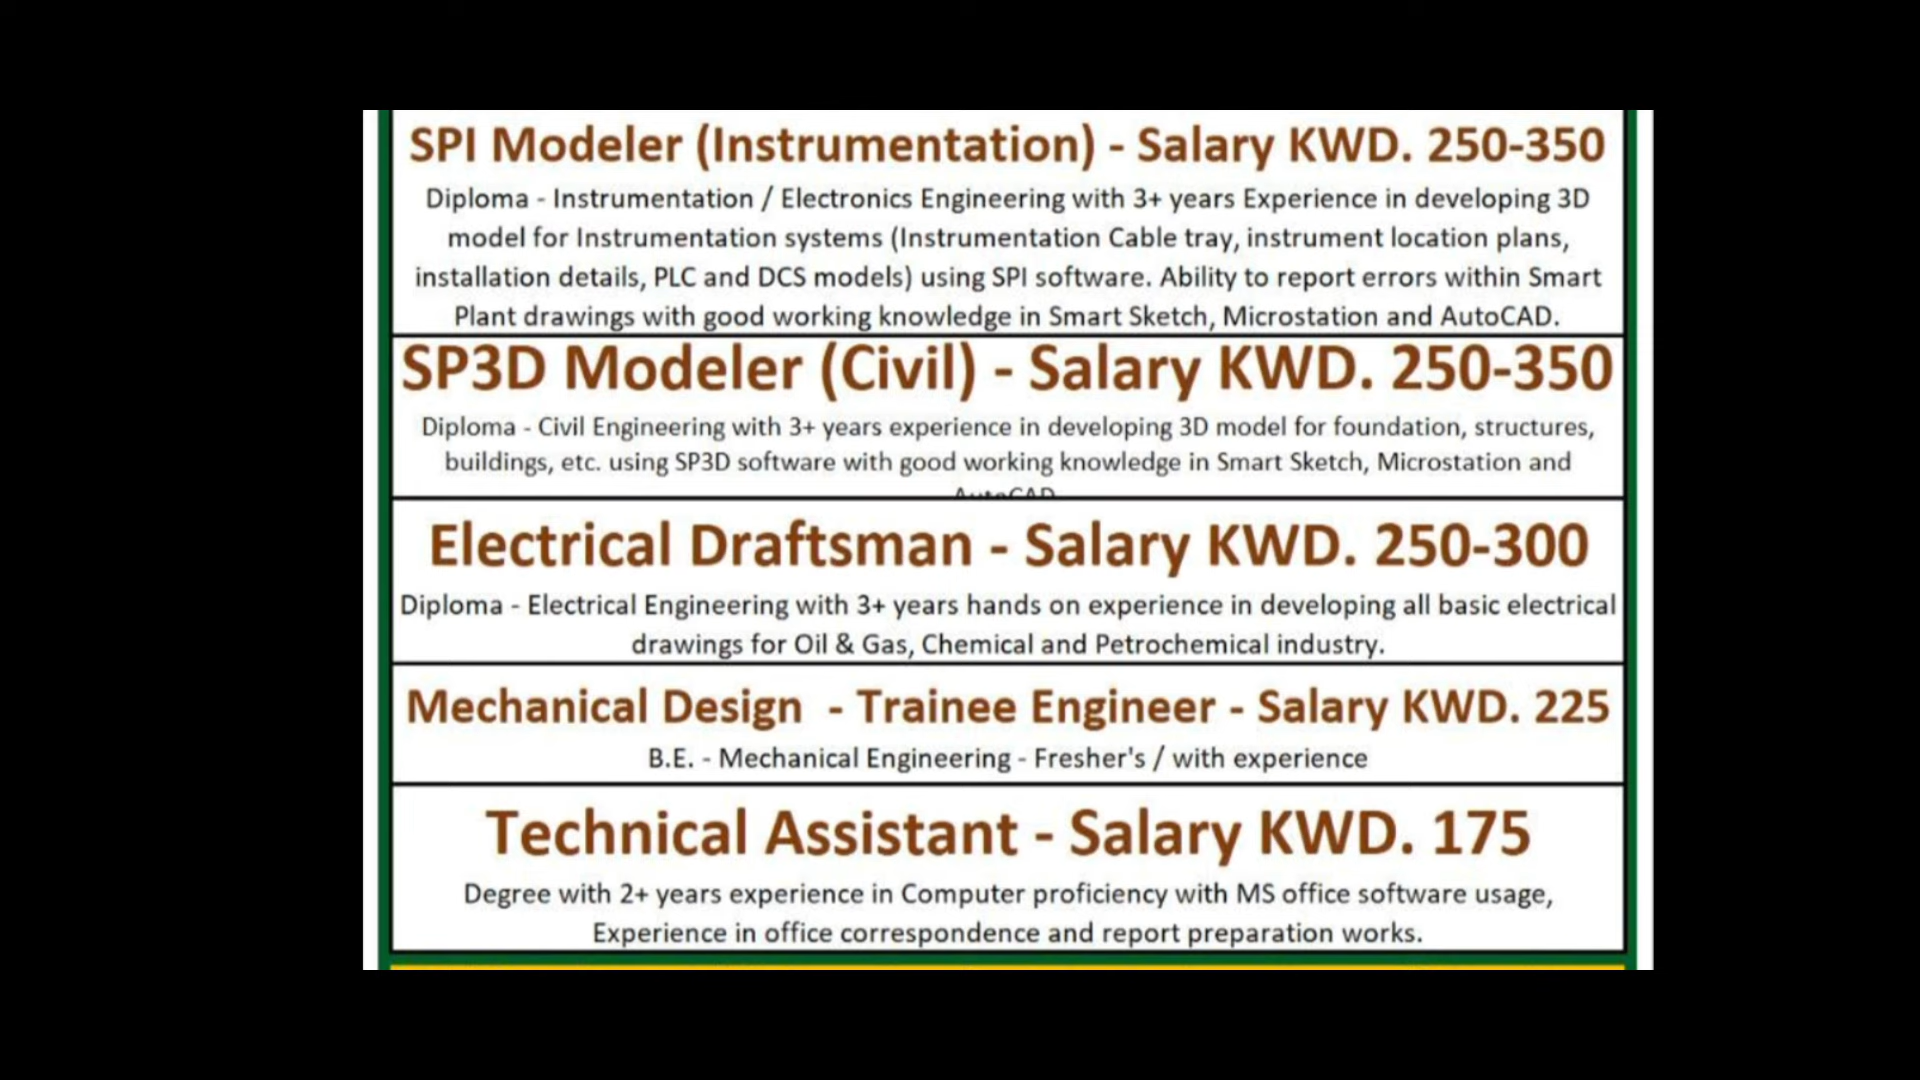 SPI Modeler (Instrumentation) - Salary KWD. 250-350
Diploma - Instrumentation / Electronics Engineering with 3+ years Experience in developing 3D
model for Instrumentation systems (Instrumentation Cable tray, instrument location plans,
installation details, PLC and DCS models) using SPI software. Ability to report errors within Smart
Plant drawings with good working knowledge in Smart Sketch, Microstation and AutoCAD.
SP3D Modeler (Civil) - Salary KWD. 250-350
Diploma - Civil Engineering with 3+ years experience in developing 3D model for foundation, structures,
buildings, etc. using SP3D software with good working knowledge in Smart Sketch, Microstation and
AutoCAD
Electrical Draftsman - Salary KWD. 250-300
Diploma - Electrical Engineering with 3+ years hands on experience in developing all basic electrical
drawings for Oil & Gas, Chemical and Petrochemical industry.
Mechanical Design - Trainee Engineer - Salary KWD. 225
B.E. - Mechanical Engineering - Fresher's / with experience
Technical Assistant - Salary KWD. 175
Degree with 2+ years experience in Computer proficiency with MS office software usage,
Experience in office correspondence and report preparation works.